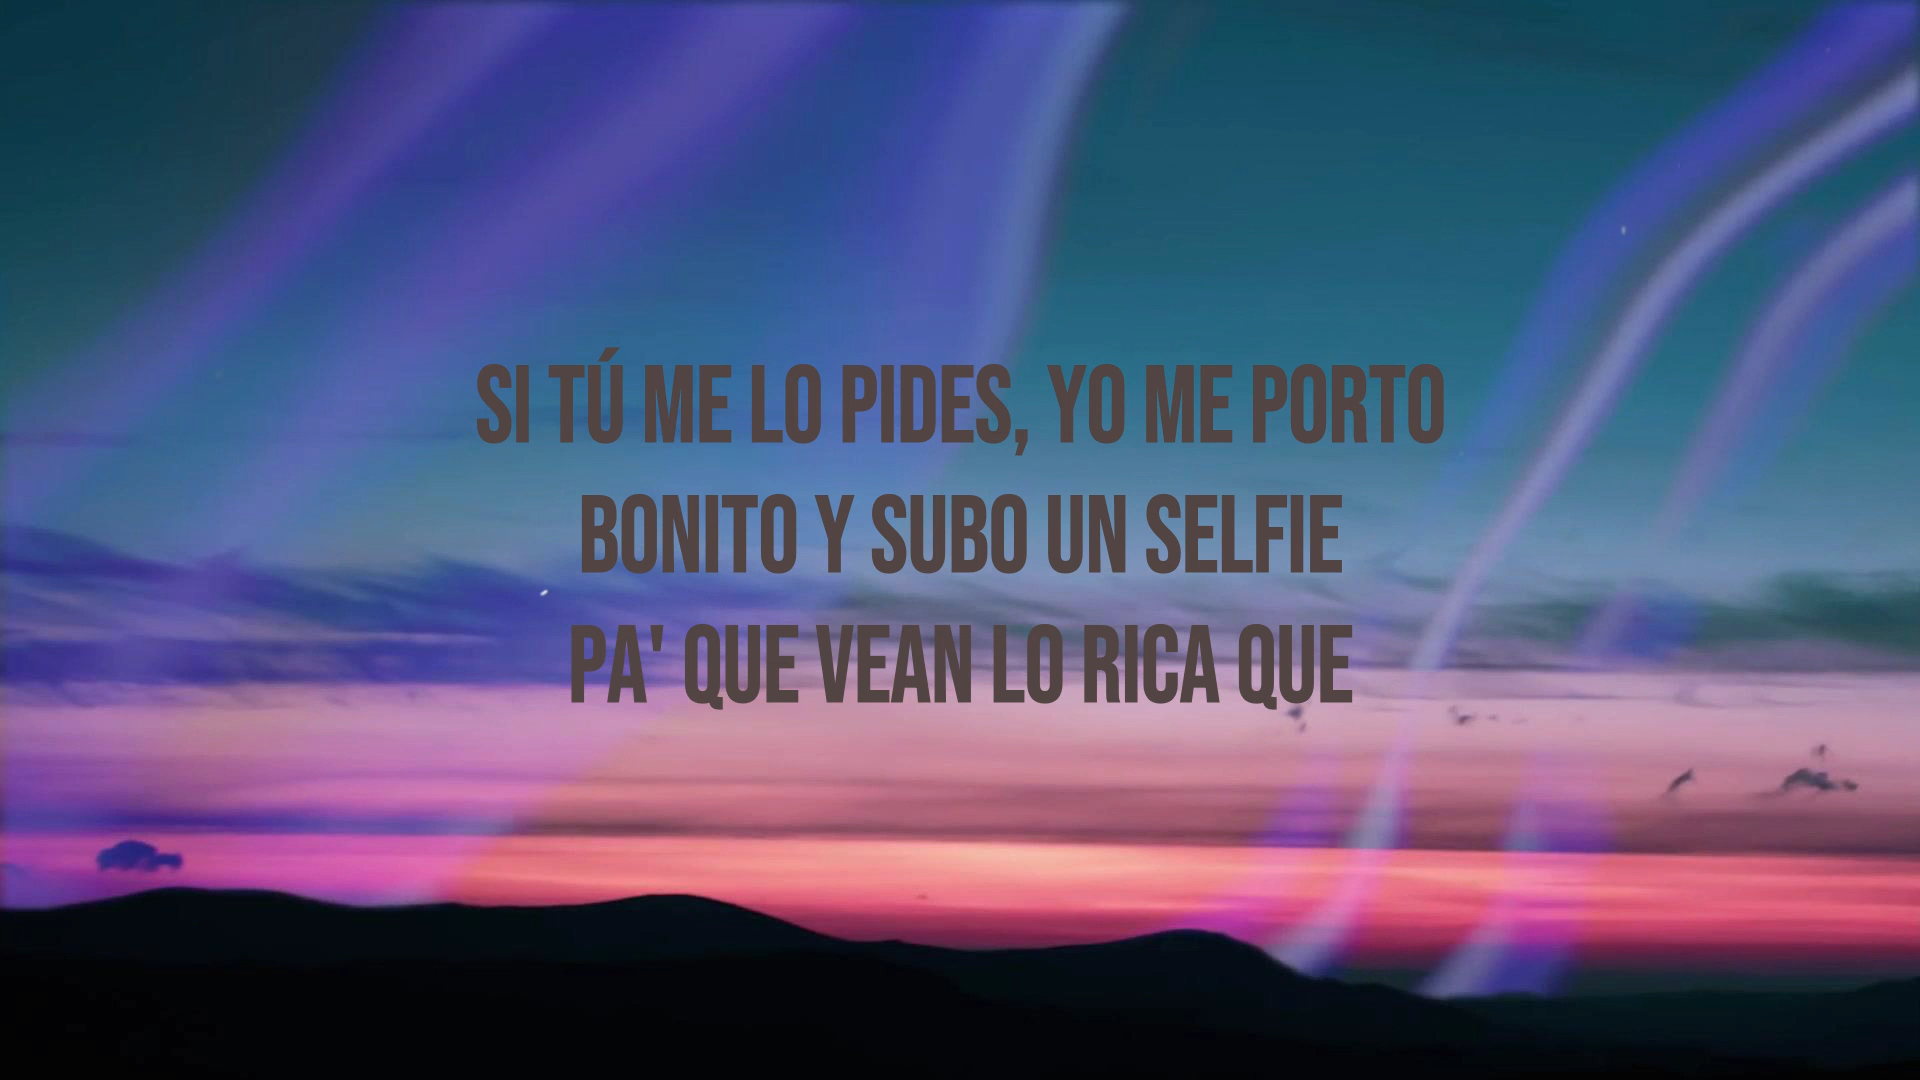 SI TÚ ME LO PIDES, YO ME PORTO
BONITO Y SUBO UN SELFIE
PA' QUE VEAN LO RICA QUE